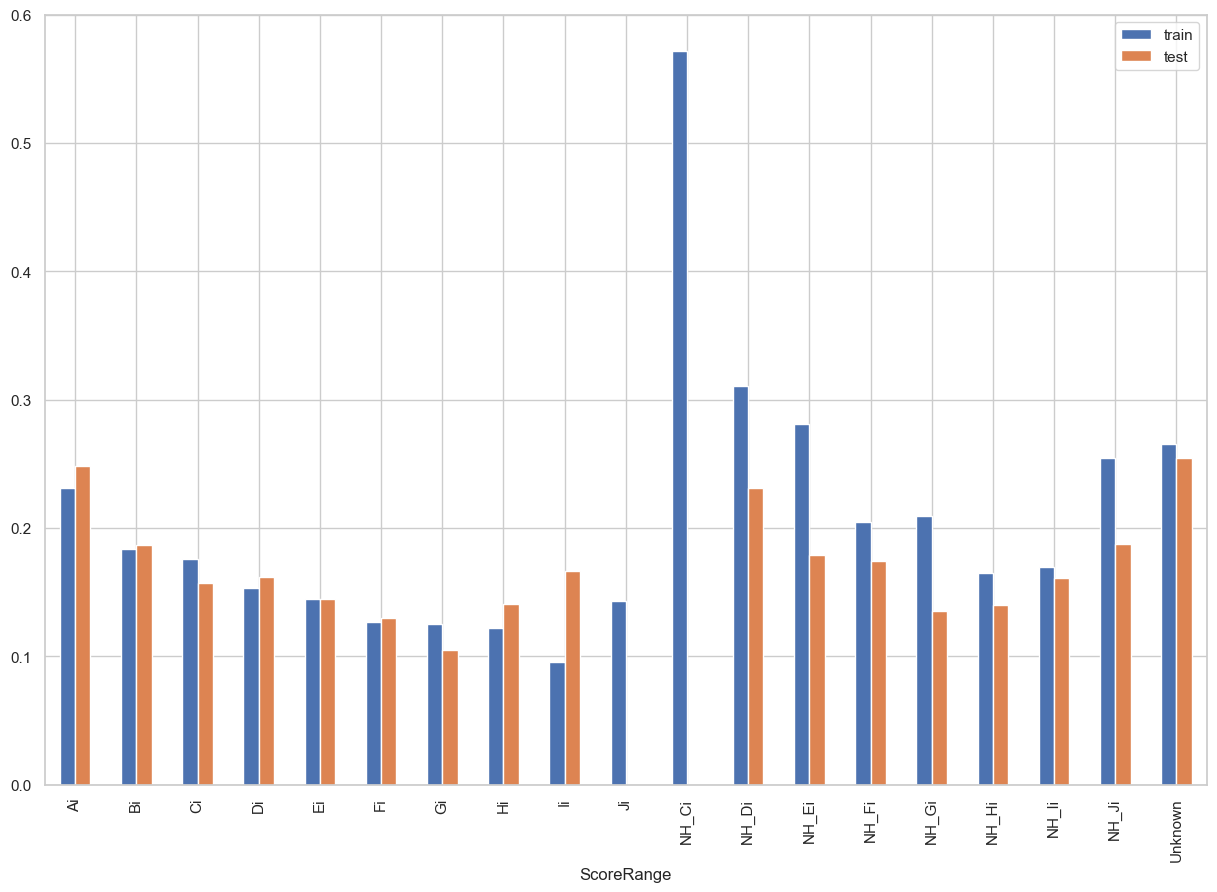 0.6
0.5
0.4
0.3
0.2
0.1
0.0
train
test
Ai
Bi
Ci
Di
Ei
Fi
Gi
Hi
Ii
Ji
NH_Ci
NH_Di
NH_Ei
NH_Fi
NH_Gi
NH_Hi
NH_Ii
NH_Ji
Unknown
ScoreRange